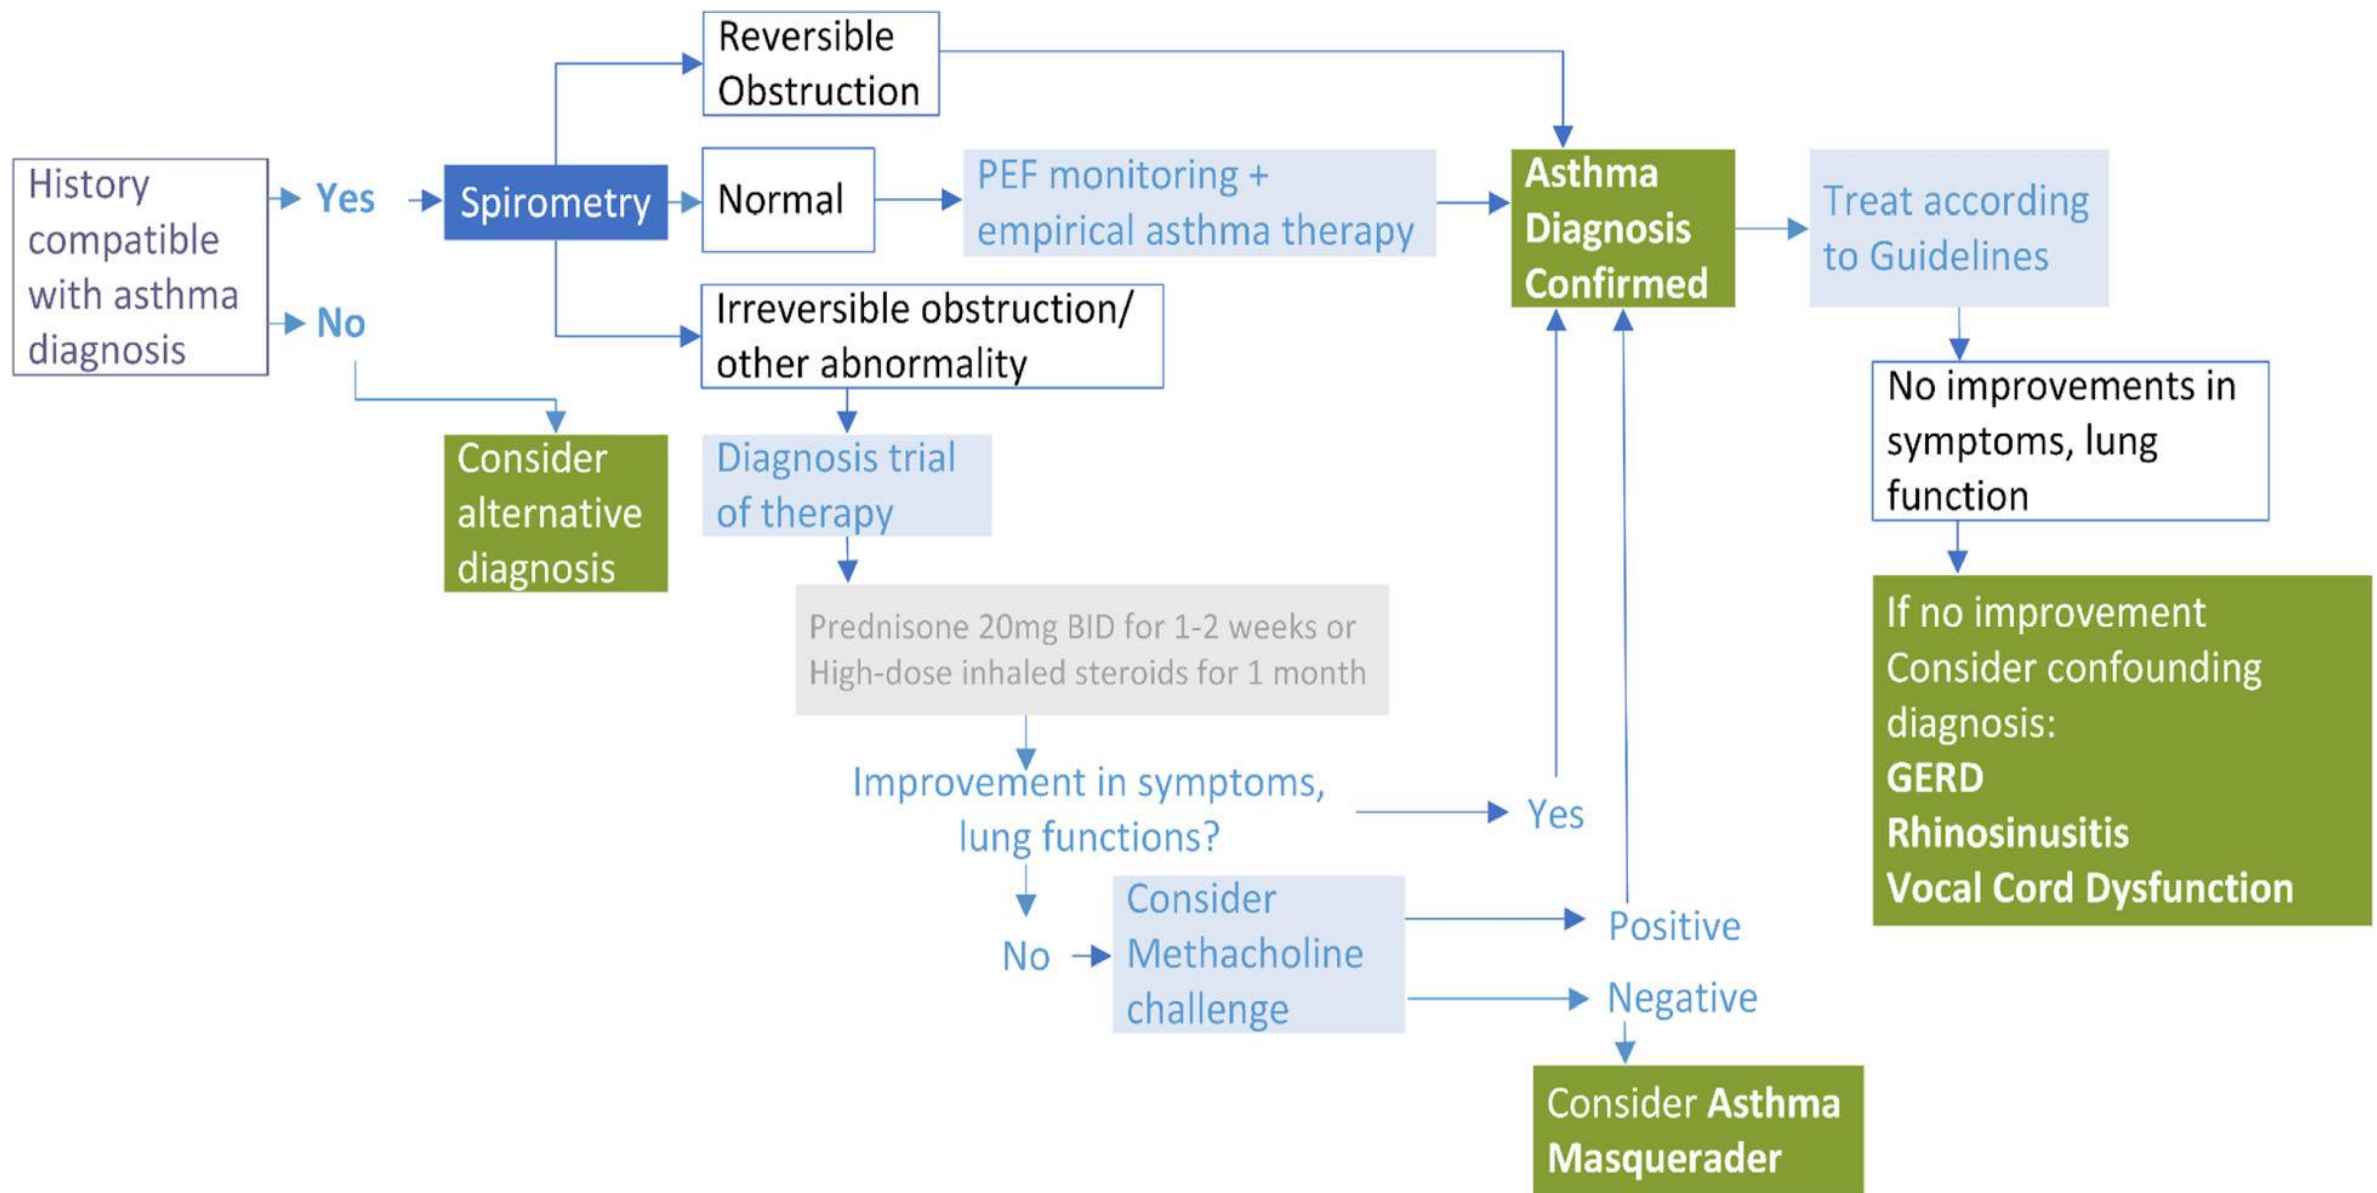 History
compatible
with asthma
diagnosis
Yes
No
Consider
alternative
diagnosis
Spirometry
Reversible
Obstruction
Normal
PEF monitoring +
empirical asthma therapy
Irreversible obstruction/
other abnormality
Diagnosis trial
of therapy
Prednisone 20mg BID for 1-2 weeks or
High-dose inhaled steroids for 1 month
Improvement in symptoms,
lung functions?
Yes
No
Consider
Methacholine
challenge
Positive
Negative
Consider Asthma
Masquerader
Asthma
Diagnosis
Confirmed
Treat according
to Guidelines
No improvements in
symptoms, lung
function
If no improvement
Consider confounding
diagnosis:
GERD
Rhinosinusitis
Vocal Cord Dysfunction